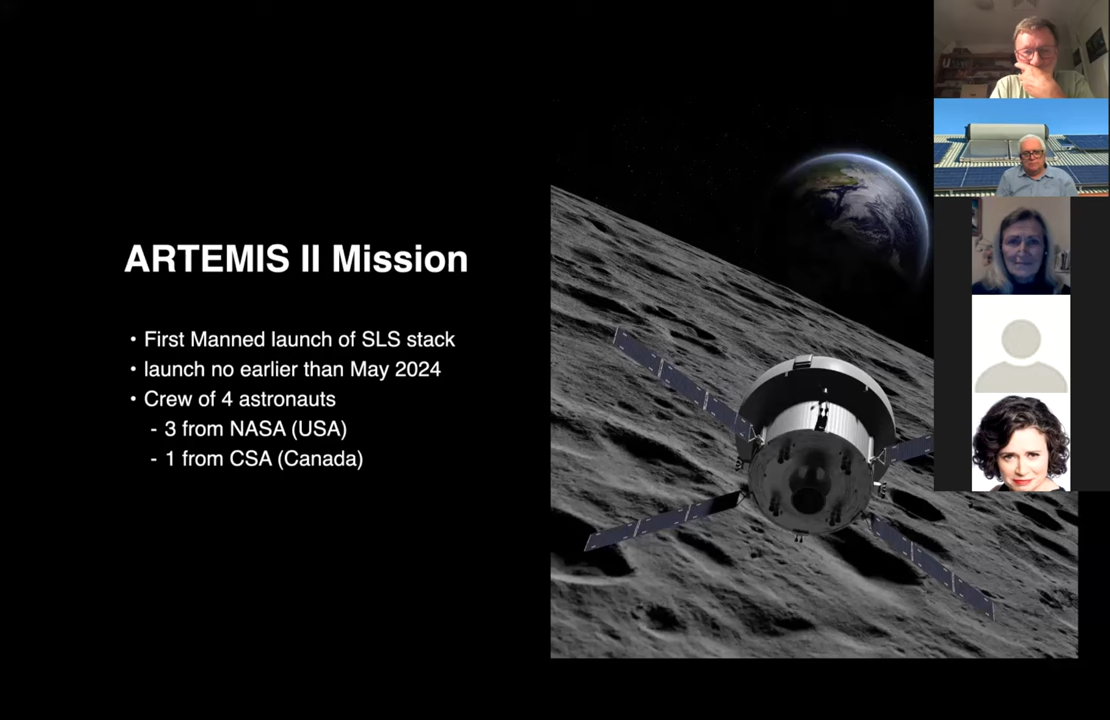 ARTEMIS II Mission
• First Manned launch of SLS stack
• launch no earlier than May 2024
• Crew of 4 astronauts
- 3 from NASA (USA)
- 1 from CSA (Canada)